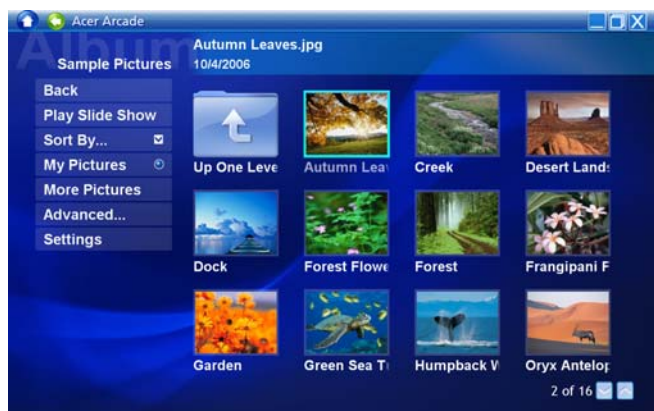 Acer Arcade
Album
Autumn Leaves.jpg
Sample Pictures
10/4/2006
Back
Play Slide Show
Sort By...
My Pictures
More Pictures
Advanced...
Settings
Up One Leve
Autumn Lea
Creek
Desert Lands
Dock
Forest Flowe
Forest
Frangipani F
Garden
Green Sea T
Humpback W
Oryx Antelop
2 of 16